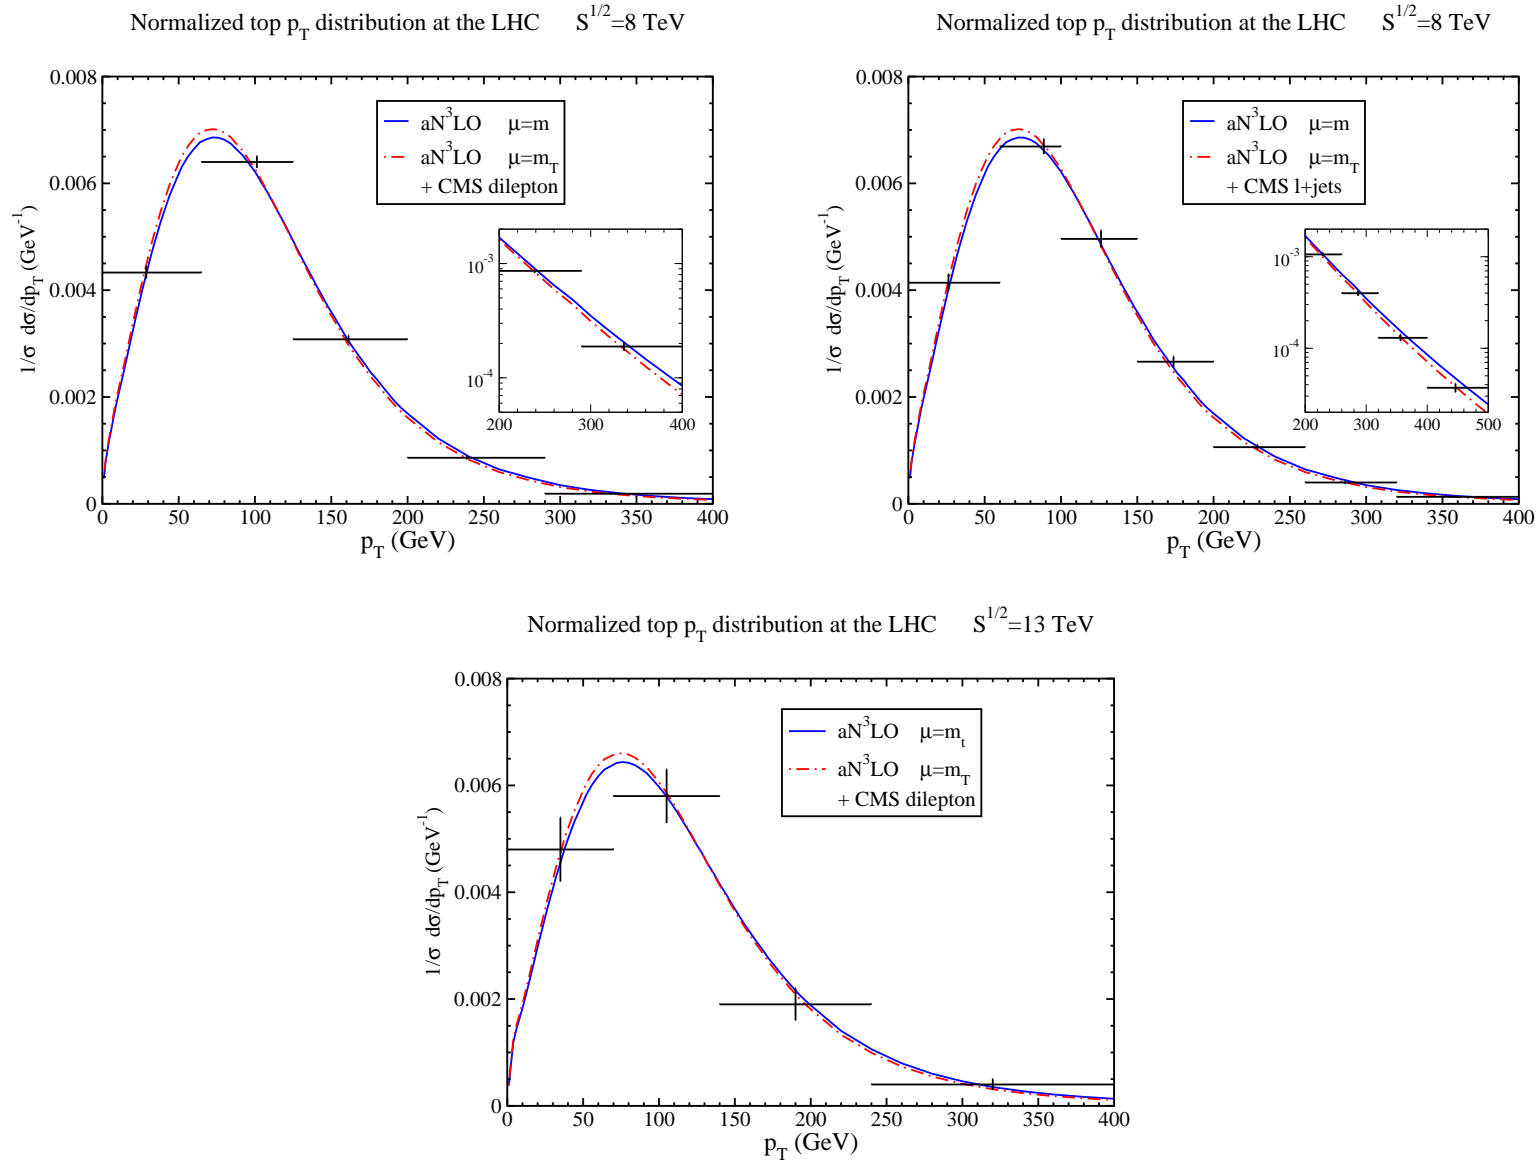 Normalized top p_T distribution at the LHC S^1/2=8 TeV
0.008
0.006
0.004
0.002
0
1/σ dσ/dp_T (GeV^-1)
aN^3LO μ=m
aN^3LO μ=m_T
+ CMS dilepton
10^-3
10^-4
200 300 400
0 50 100 150 200 250 300 350 400
p_T (GeV)
Normalized top p_T distribution at the LHC S^1/2=8 TeV
0.008
0.006
0.004
0.002
0
1/σ dσ/dp_T (GeV^-1)
aN^3LO μ=m
aN^3LO μ=m_T
+ CMS l+jets
10^-3
10^-4
200 300 400 500
0 50 100 150 200 250 300 350 400
p_T (GeV)
Normalized top p_T distribution at the LHC S^1/2=13 TeV
0.008
0.006
0.004
0.002
0
1/σ dσ/dp_T (GeV^-1)
aN^3LO μ=m_t
aN^3LO μ=m_T
+ CMS dilepton
0 50 100 150 200 250 300 350 400
p_T (GeV)